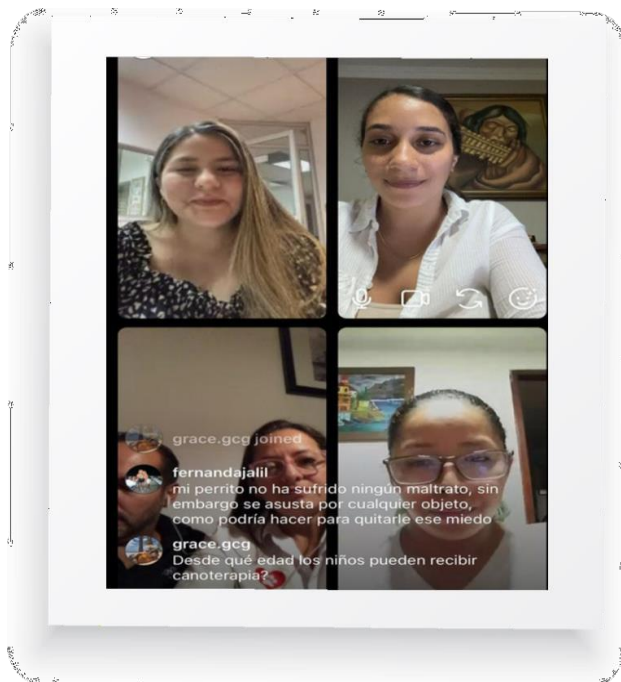 grace.gcg joined
fernandajalil
mi perrito no ha sufrido ningún maltrato, sin
embargo se asusta por cualquier objeto,
como podría hacer para quitarle ese miedo
grace.gcg
Desde qué edad los niños pueden recibir
canoterapia?